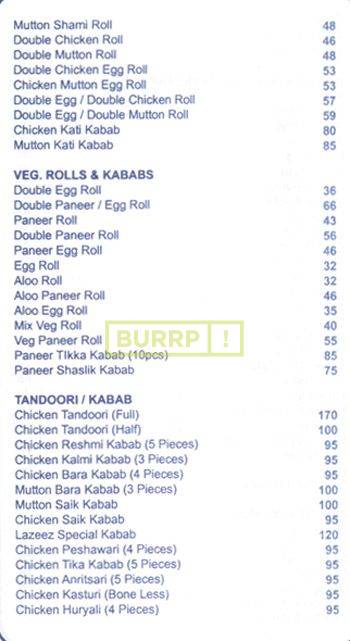 Mutton Shami Roll 48
Double Chicken Roll 46
Double Mutton Roll 48
Double Chicken Egg Roll 53
Chicken Mutton Egg Roll 53
Double Egg / Double Chicken Roll 57
Double Egg / Double Mutton Roll 59
Chicken Kati Kabab 80
Mutton Kati Kabab 85
VEG. ROLLS & KABABS
Double Egg Roll 36
Double Paneer / Egg Roll 66
Paneer Roll 43
Double Paneer Roll 56
Paneer Egg Roll 46
Egg Roll 32
Aloo Roll 32
Aloo Paneer Roll 46
Aloo Egg Roll 35
Mix Veg Roll 40
Veg Paneer Roll 55
BURRP!
Paneer TIkka Kabab (10pcs) 85
Paneer Shaslik Kabab 75
TANDOORI / KABAB
Chicken Tandoori (Full) 170
Chicken Tandoori (Half) 100
Chicken Reshmi Kabab (5 Pieces) 95
Chicken Kalmi Kabab (3 Pieces) 95
Chicken Bara Kabab (4 Pieces) 95
Mutton Bara Kabab (3 Pieces) 100
Mutton Saik Kabab 100
Chicken Saik Kabab 95
Lazeez Special Kabab 120
Chicken Peshawari (4 Pieces) 95
Chicken Tika Kabab (5 Pieces) 95
Chicken Anritsari (5 Pieces) 95
Chicken Kasturi (Bone Less) 95
Chicken Huryali (4 Pieces) 95